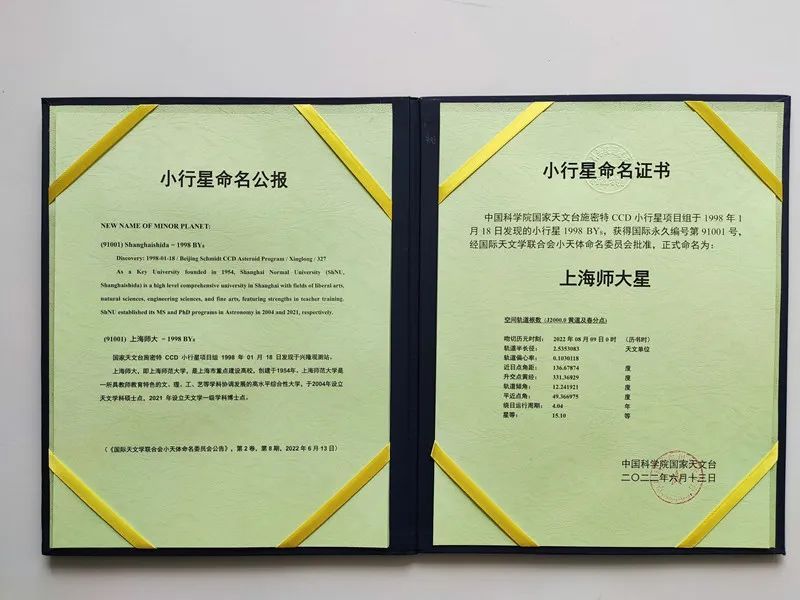 小行星命名公报
NEW NAME OF MINOR PLANET:
(91001) Shanghaishida = 1998 BY₈
Discovery: 1998-01-18 / Beijing Schmidt CCD Asteroid Program / Xinglong / 327
As a Key University founded in 1954, Shanghai Normal University (ShNU,
Shanghaishida) is a high level comprehensive university in Shanghai with fields of liberal arts,
natural sciences, engineering sciences, and fine arts, featuring strengths in teacher training.
ShNU established its MS and PhD programs in Astronomy in 2004 and 2021, respectively.
(91001) 上海师大 = 1998 BY₈
国家天文台施密特 CCD 小行星项目组 1998 年 01 月 18 日发现于兴隆观测站。
上海师大,即上海师范大学,是上海市重点建设高校,创建于1954年。上海师范大学是
一所具教师教育特色的文、理、工、艺等学科协调发展的高水平综合性大学,于2004年设立
天文学科硕士点、2021 年设立天文学一级学科博士点。
(《国际天文学联合会小天体命名委员会公告》,第 2 卷,第 8 期,2022 年 6 月 13 日)
小行星命名证书
中国科学院国家天文台施密特 CCD 小行星项目组于 1998 年 1
月 18 日发现的小行星 1998 BY₈,获得国际永久编号第 91001 号,
经国际天文学联合会小天体命名委员会批准,正式命名为:
上海师大星
空间轨道根数 (J2000.0 黄道及春分点)
吻切历元时刻: 2022 年 08 月 09 日 0 时 (历书时)
轨道半长径: 2.5353083 天文单位
轨道偏心率: 0.1030118
近日点角距: 136.67874 度
升交点黄经: 331.36929 度
轨道倾角: 12.241921 度
平近点角: 49.366975 度
绕日运行周期: 4.04 年
星等: 15.10 等
中国科学院国家天文台
二〇二二年六月十三日